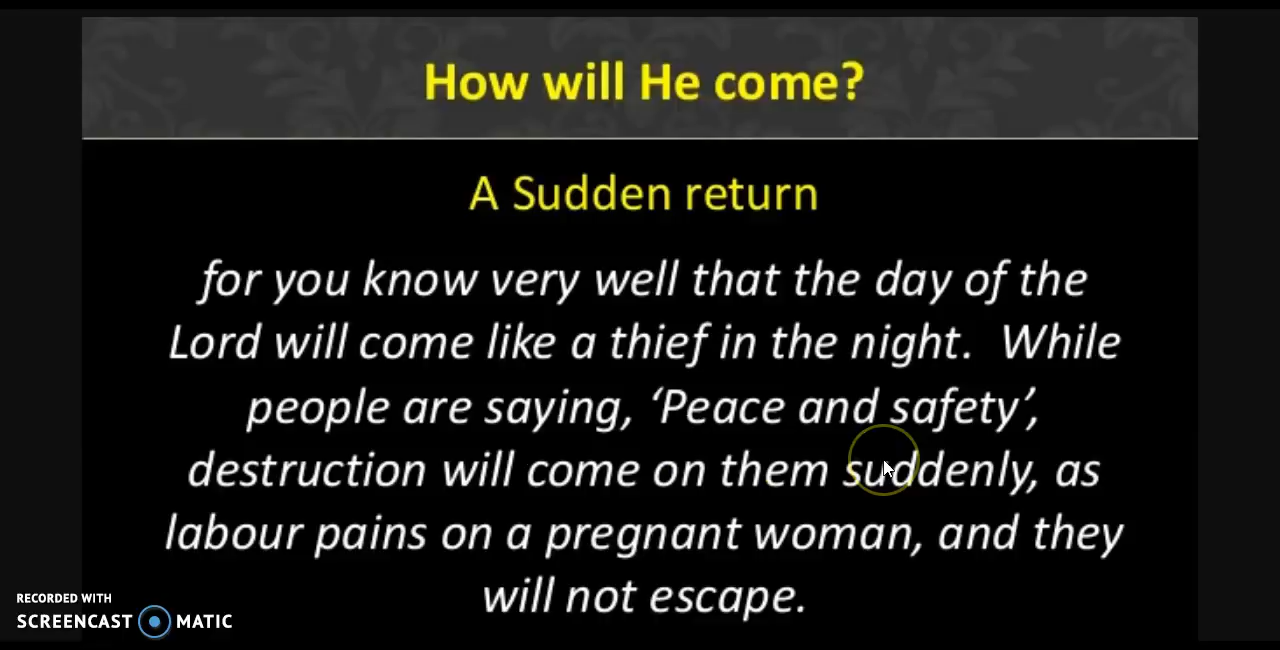 How will He come?
A Sudden return
for you know very well that the day of the
Lord will come like a thief in the night.  While
people are saying, ‘Peace and safety’,
destruction will come on them suddenly, as
labour pains on a pregnant woman, and they
will not escape.
RECORDED WITH
SCREENCAST MATIC